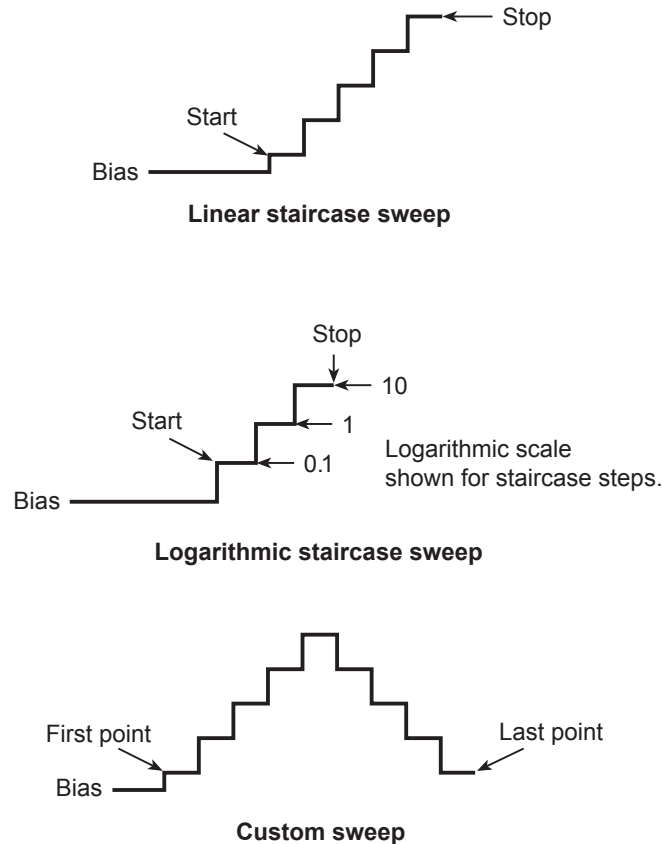 Stop
Start
Bias
Linear staircase sweep
Stop
10
Start
1
Logarithmic scale
0.1
shown for staircase steps.
Bias
Logarithmic staircase sweep
First point
Last point
Bias
Custom sweep